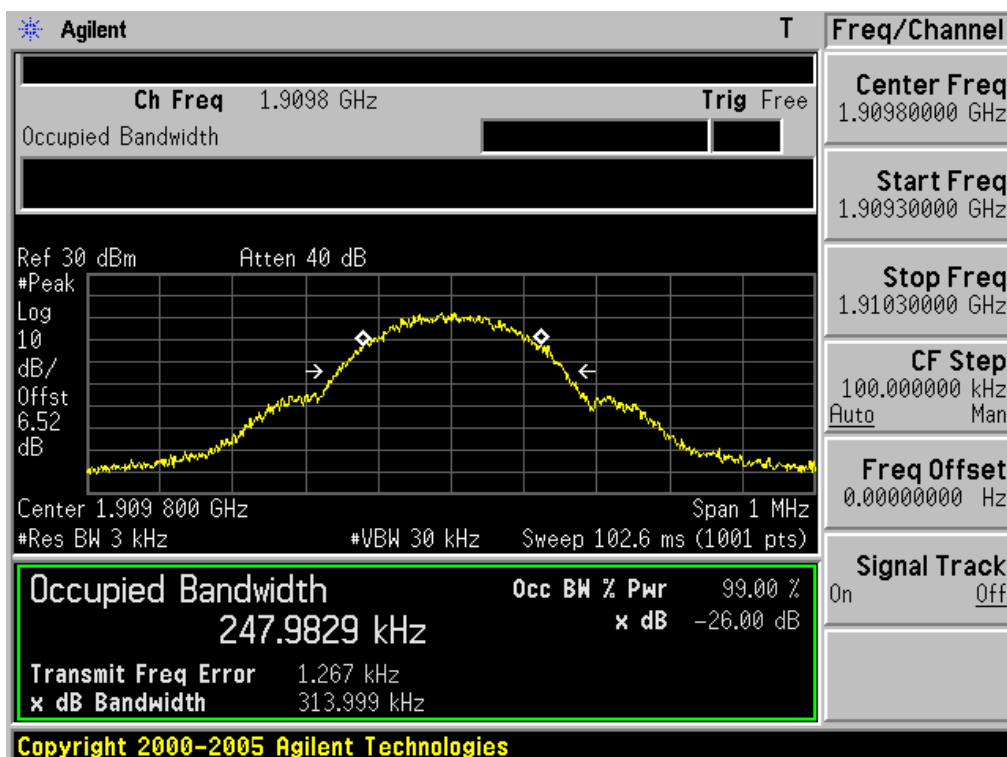 Agilent T Freq/Channel
Ch Freq 1.9098 GHz Trig Free
Occupied Bandwidth
Center Freq
1.90980000 GHz
Start Freq
1.90930000 GHz
Stop Freq
1.91030000 GHz
CF Step
100.000000 kHz
Auto Man
Freq Offset
0.00000000 Hz
Signal Track
On Off
Ref 30 dBm Atten 40 dB
#Peak
Log
10
dB/
Offst
6.52
dB
Center 1.909 800 GHz Span 1 MHz
#Res BW 3 kHz #VBW 30 kHz Sweep 102.6 ms (1001 pts)
Occupied Bandwidth Occ BW % Pwr 99.00 %
247.9829 kHz x dB -26.00 dB
Transmit Freq Error 1.267 kHz
x dB Bandwidth 313.999 kHz
Copyright 2000-2005 Agilent Technologies